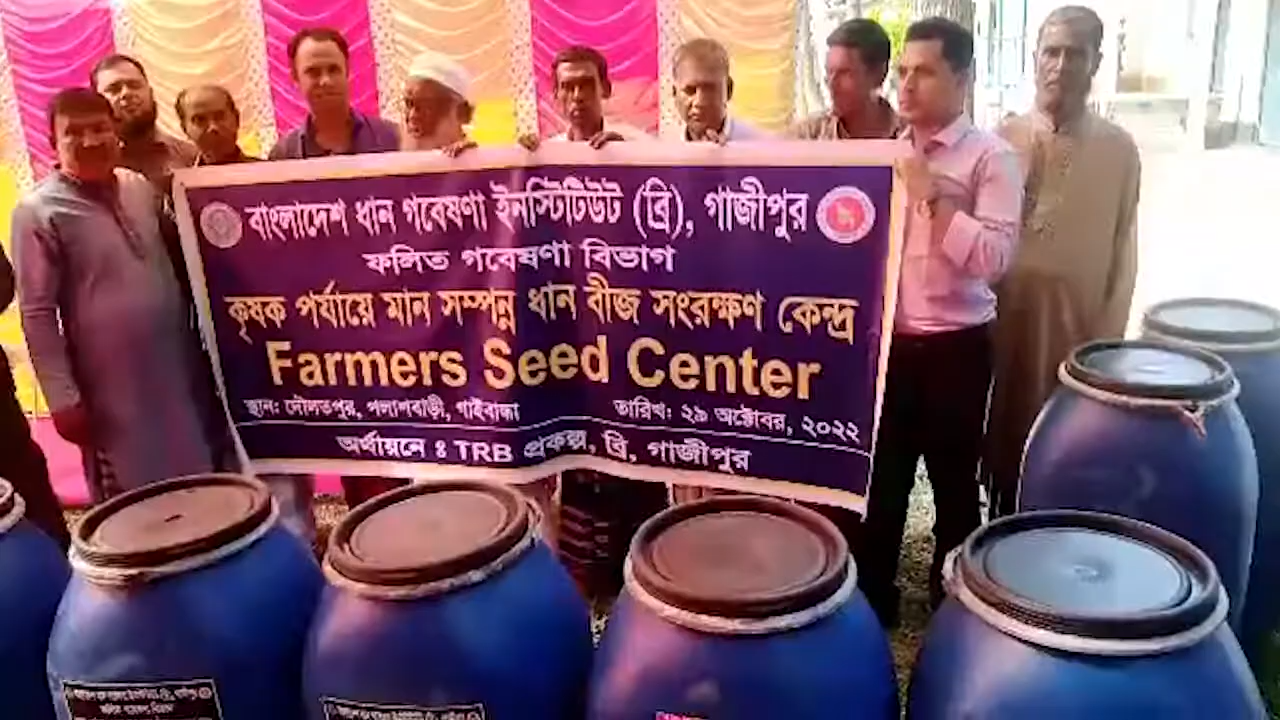 বাংলাদেশ ধান গবেষণা ইনস্টিটিউট (ব্রি), গাজীপুর
ফলিত গবেষণা বিভাগ
কৃষক পর্যায়ে মান সম্পন্ন ধান বীজ সংরক্ষণ কেন্দ্র
Farmers Seed Center
স্থান: দৌলতপুর, পলাশবাড়ী, গাইবান্ধা
তারিখ: ২৯ অক্টোবর, ২০২২
অর্থায়নে ঃ TRB প্রকল্প, ব্রি, গাজীপুর